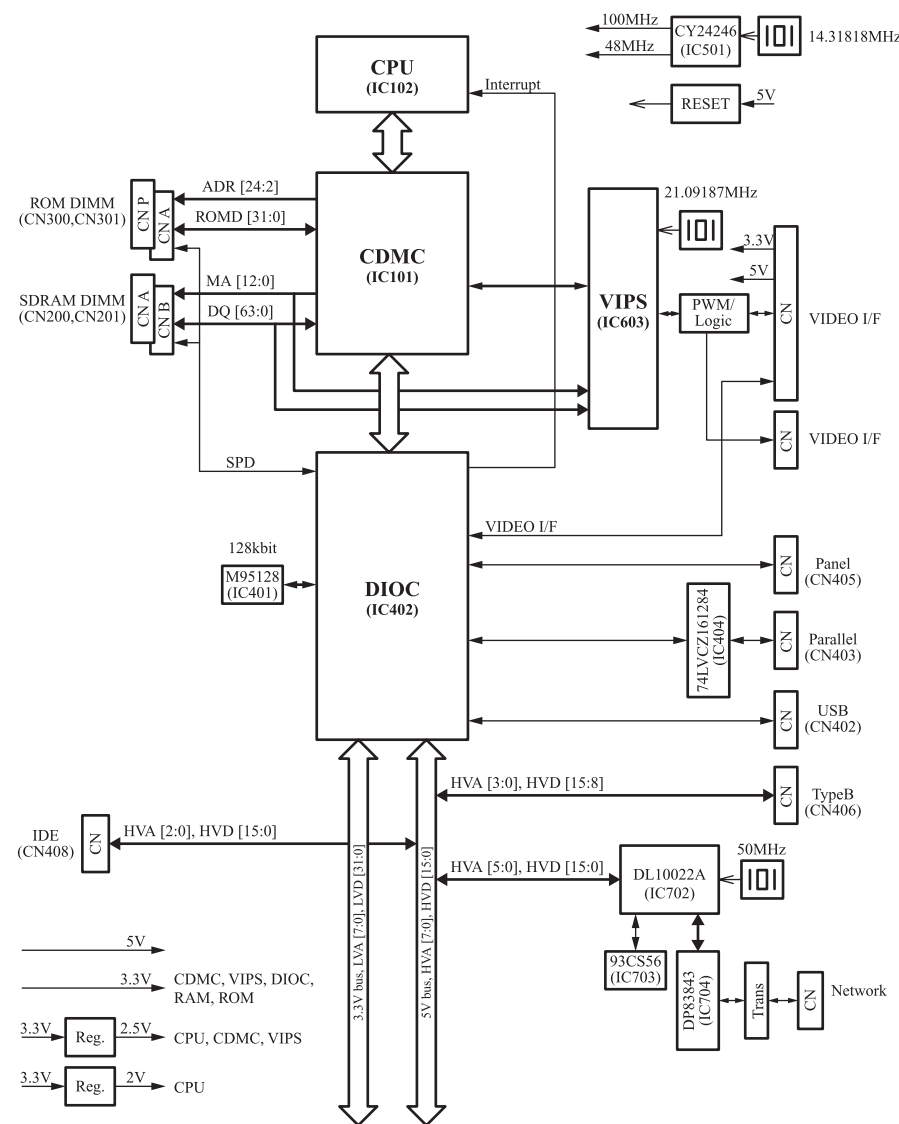 100MHz
48MHz
CY24246
(IC501)
14.31818MHz
CPU
(IC102)
Interrupt
RESET
5V
ROM DIMM
(CN300,CN301)
CN P
CN A
ADR [24:2]
ROMD [31:0]
CDMC
(IC101)
21.09187MHz
3.3V
5V
SDRAM DIMM
(CN200,CN201)
CN A
CN B
MA [12:0]
DQ [63:0]
VIPS
(IC603)
PWM/
Logic
CN
VIDEO I/F
CN
VIDEO I/F
SPD
VIDEO I/F
128kbit
M95128
(IC401)
DIOC
(IC402)
CN
Panel
(CN405)
74LVCZ161284
(IC404)
CN
Parallel
(CN403)
CN
USB
(CN402)
HVA [3:0], HVD [15:8]
CN
TypeB
(CN406)
IDE
(CN408)
CN
HVA [2:0], HVD [15:0]
3.3V bus, LVA [7:0], LVD [31:0]
5V bus, HVA [7:0], HVD [15:0]
HVA [5:0], HVD [15:0]
DL10022A
(IC702)
50MHz
93CS56
(IC703)
DP83843
(IC704)
Trans
CN
Network
5V
3.3V
CDMC, VIPS, DIOC,
RAM, ROM
3.3V
Reg.
2.5V
CPU, CDMC, VIPS
3.3V
Reg.
2V
CPU